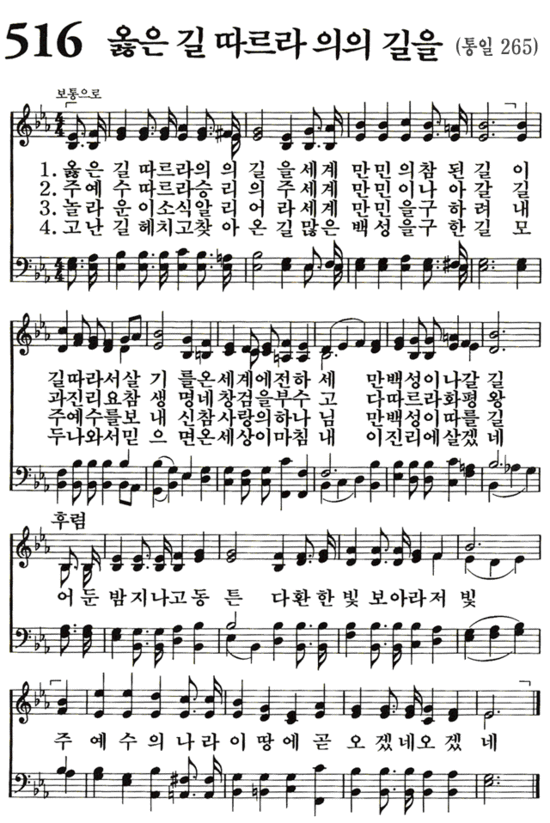 516 옳은 길 따르라 의의 길을 (통일 265)
보통으로
1. 옳은 길 따르라의 의 길 을세계 만민의참 된길 이
2. 주예 수따르라승 리의 주세계 만민이나 아갈 길
3. 놀라 운이소식알 리어 라세계 만민을구 하려 내
4. 고난 길헤치고찾 아온 길많은 백성을구 한길 모
길따라서살 기 를온세계에전하 세 만백성이나갈 길
과진리요참 생 명네창검을부수 고 다따르라화평 왕
주예수를보 내 신참사랑의하나 님 만백성이따를 길
두나와서믿 으 면온세상이마침 내 이진리에살겠 네
후렴
어둔 밤지나고동 튼 다환한빛 보아라저 빛
주 예 수 의 나 라 이 땅 에 곧 오 겠네오겠 네